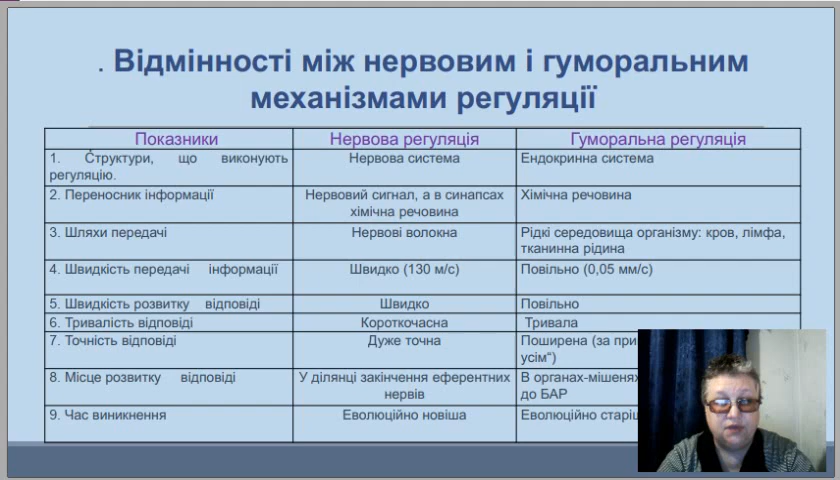 . Відмінності між нервовим і гуморальним
механізмами регуляції
Показники Нервова регуляція Гуморальна регуляція
1. Структури, що виконують Нервова система Ендокринна система
регуляцію.
2. Переносник інформації Нервовий сигнал, а в синапсах Хімічна речовина
хімічна речовина
3. Шляхи передачі Нервові волокна Рідкі середовища організму: кров, лімфа,
тканинна рідина
4. Швидкість передачі інформації Швидко (130 м/с) Повільно (0,05 мм/с)
5. Швидкість розвитку відповіді Швидко Повільно
6. Тривалість відповіді Короткочасна Тривала
7. Точність відповіді Дуже точна Поширена (за
усім“)
8. Місце розвитку відповіді У ділянці закінчення еферентних В
нервів до БАР
9. Час виникнення Еволюційно новіша Еволюційно